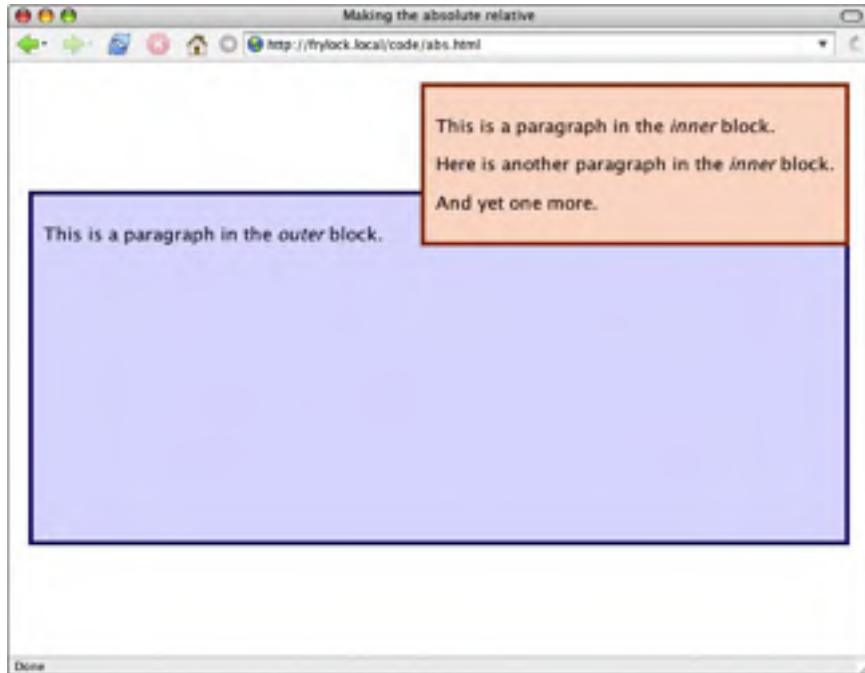 Making the absolute relative
http://frylock.local/code/abs.html
This is a paragraph in the inner block.
Here is another paragraph in the inner block.
And yet one more.
This is a paragraph in the outer block.
Done